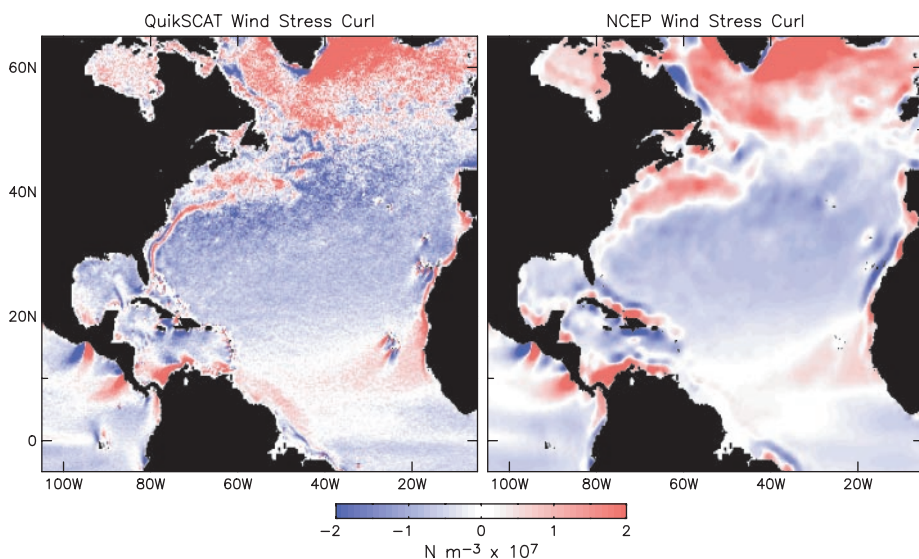 QuikSCAT Wind Stress Curl
NCEP Wind Stress Curl
60N
40N
20N
0
100W 80W 60W 40W 20W
100W 80W 60W 40W 20W
-2 -1 0 1 2
N m⁻³ x 10⁷